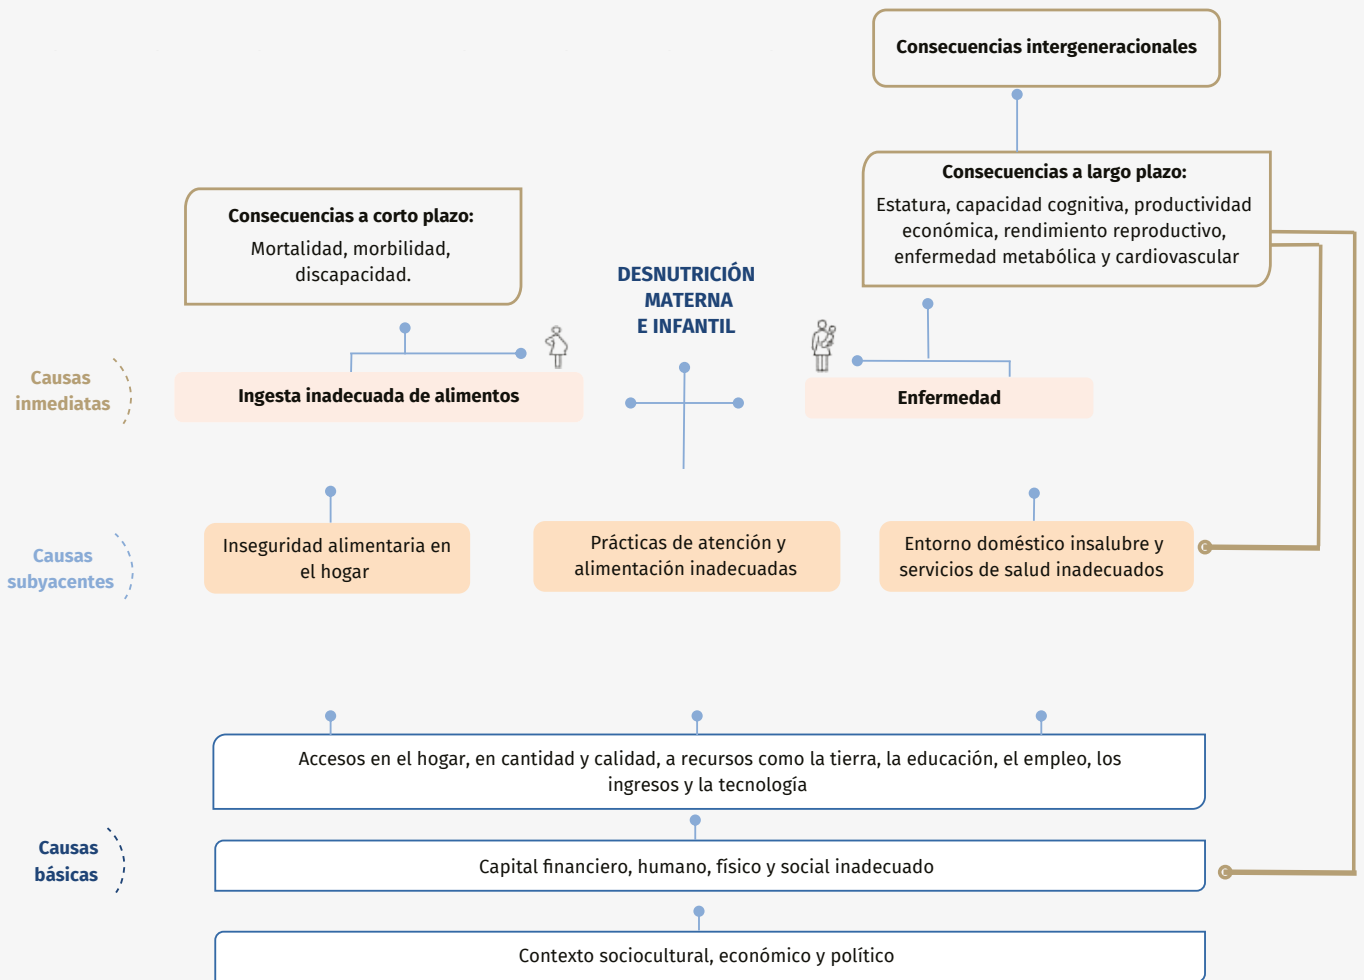 Consecuencias intergeneracionales
Consecuencias a largo plazo:
Estatura, capacidad cognitiva, productividad
económica, rendimiento reproductivo,
enfermedad metabólica y cardiovascular
Consecuencias a corto plazo:
Mortalidad, morbilidad,
discapacidad.
DESNUTRICIÓN
MATERNA
E INFANTIL
Causas
inmediatas
Ingesta inadecuada de alimentos
Enfermedad
Causas
subyacentes
Inseguridad alimentaria en
el hogar
Prácticas de atención y
alimentación inadecuadas
Entorno doméstico insalubre y
servicios de salud inadecuados
Accesos en el hogar, en cantidad y calidad, a recursos como la tierra, la educación, el empleo, los
ingresos y la tecnología
Causas
básicas
Capital financiero, humano, físico y social inadecuado
Contexto sociocultural, económico y político